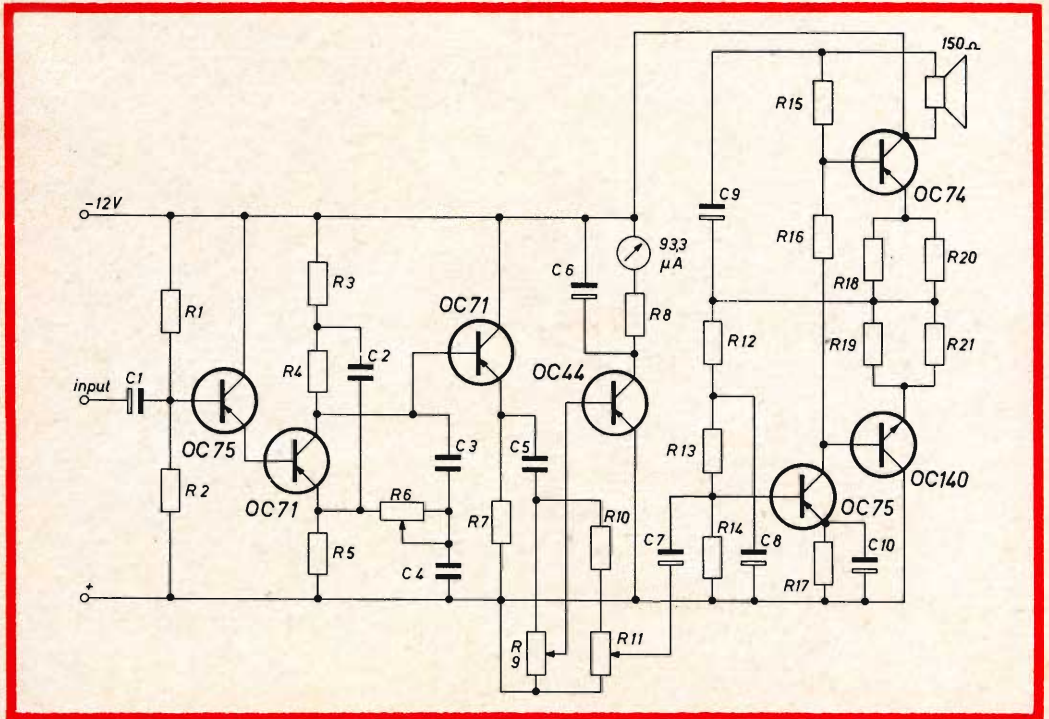 150Ω
R15
OC74
C9
R16
-12V
93,3
μA
R18
R20
R3
C6
R1
OC71
R8
R12
R19
R21
C2
R4
OC44
input
C1
C3
R13
OC75
C5
OC140
R2
R6
OC71
R7
R10
C7
R14
C8
OC75
C10
R5
C4
R17
+
R
9
R11